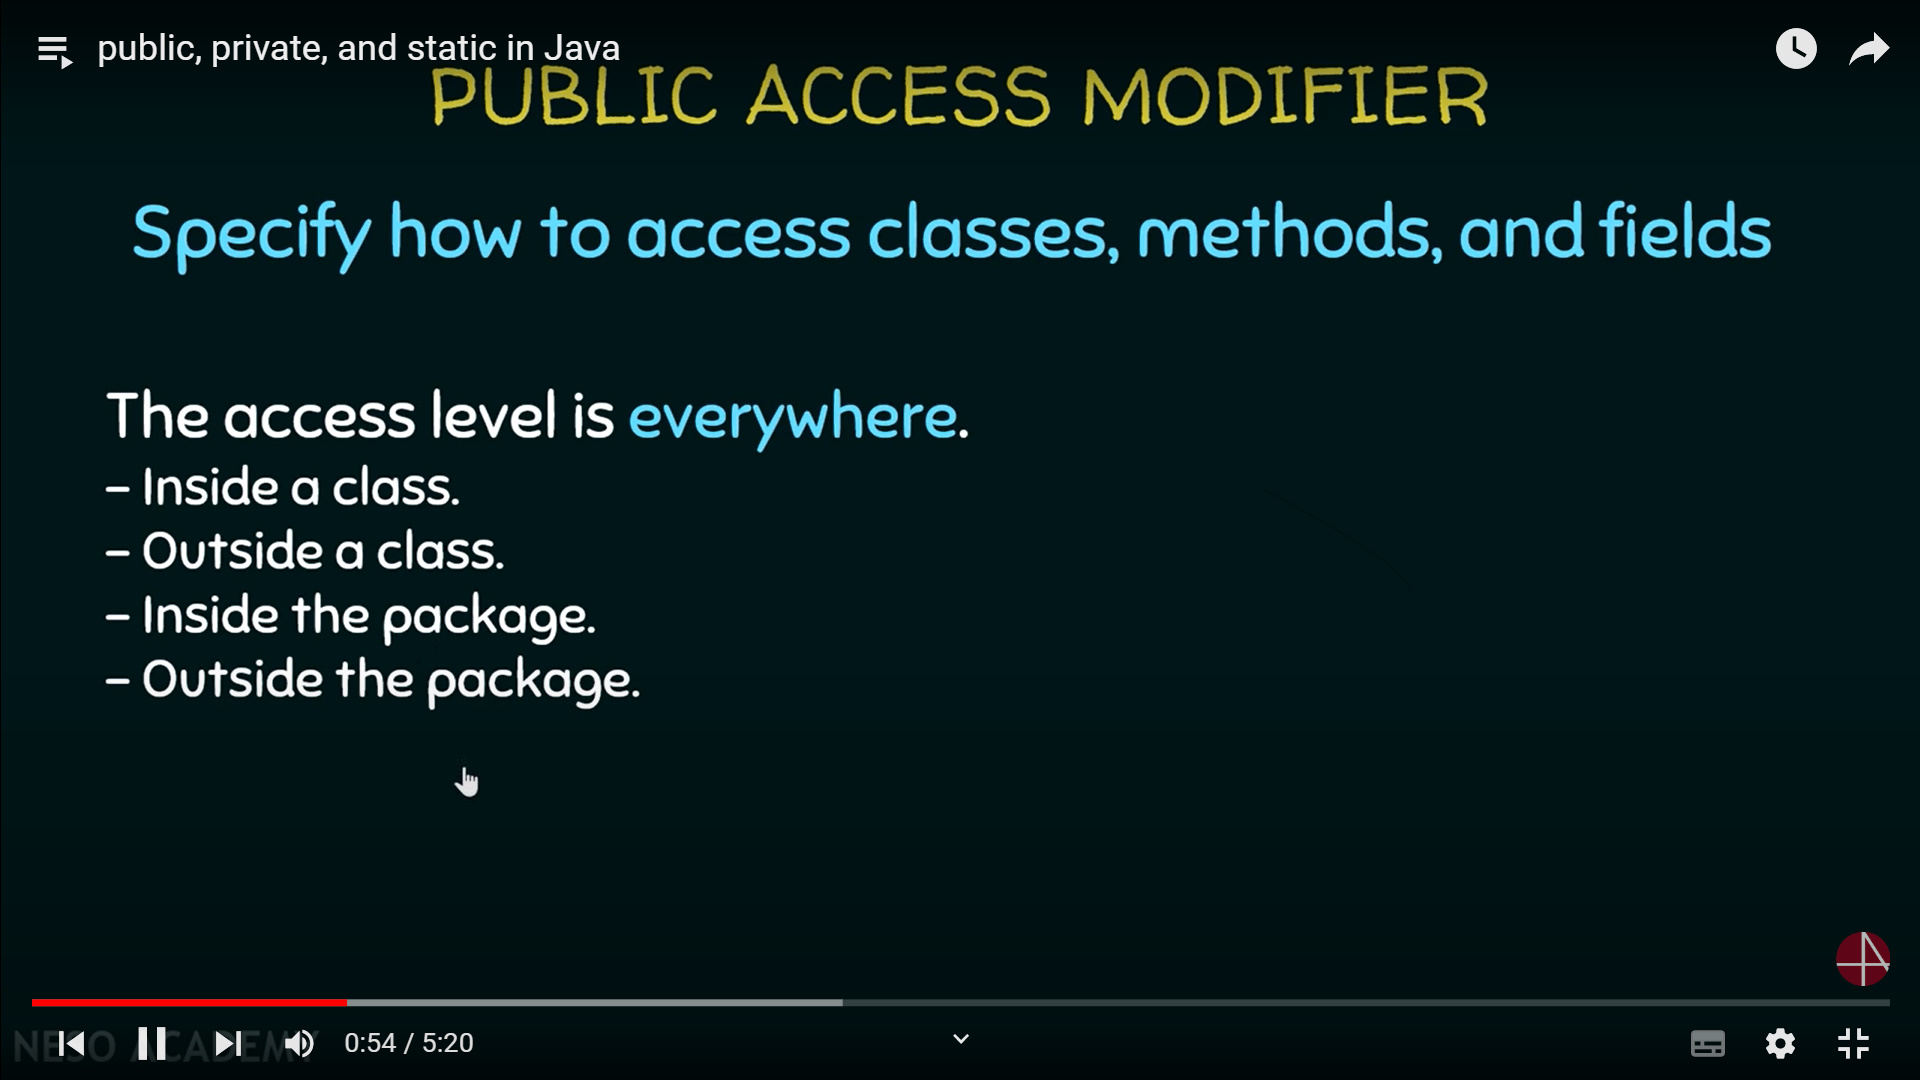 public, private, and static in Java
PUBLIC ACCESS MODIFIER
Specify how to access classes, methods, and fields
The access level is everywhere.
– Inside a class.
– Outside a class.
– Inside the package.
– Outside the package.
NESO ACADEMY
0:54 / 5:20